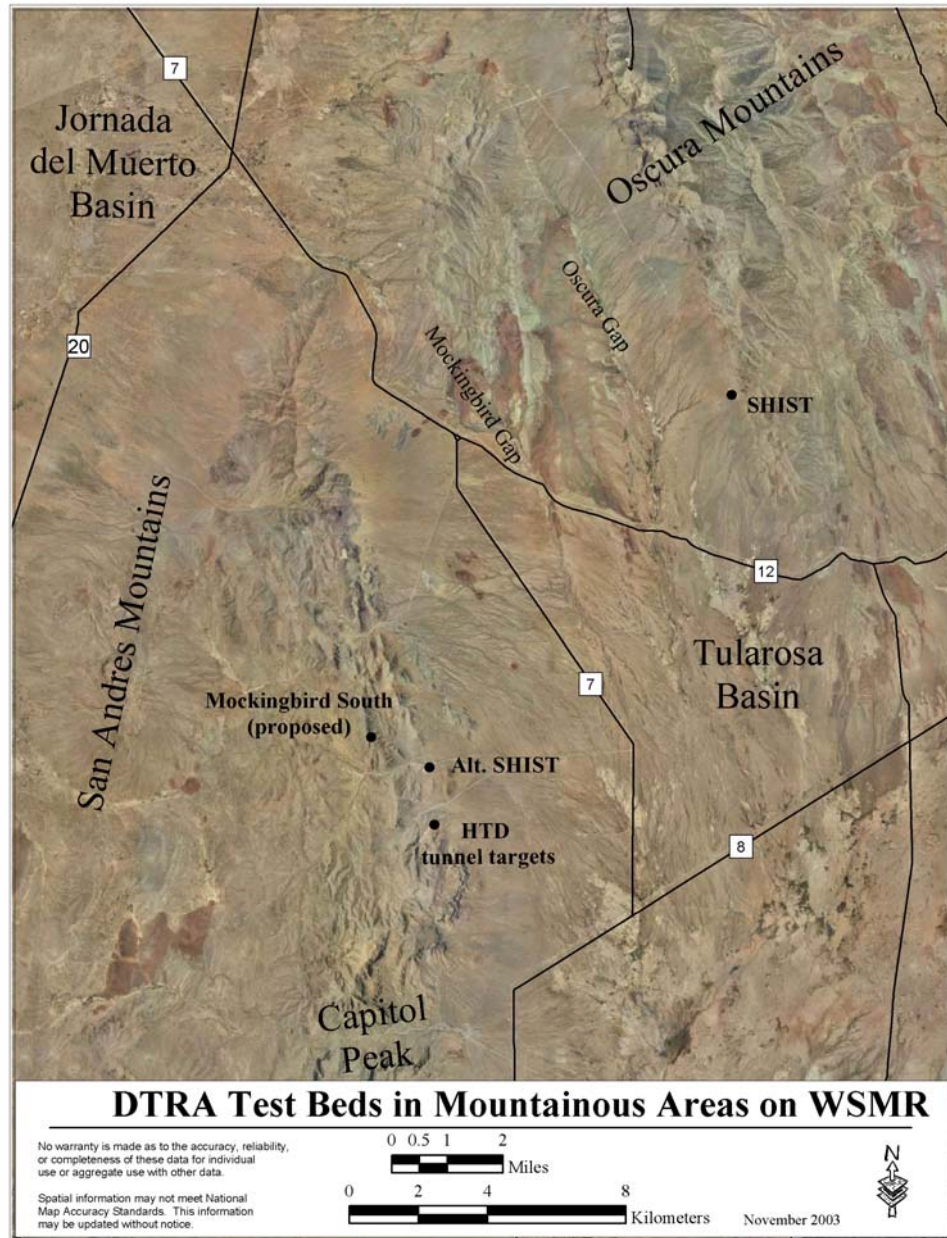 7
Jornada
del Muerto
Basin
Oscura Mountains
Oscura Gap
20
Mockingbird Gap
SHIST
San Andres Mountains
12
Tularosa
Basin
7
Mockingbird South
(proposed)
Alt. SHIST
HTD
tunnel targets
8
Capitol
Peak
DTRA Test Beds in Mountainous Areas on WSMR
No warranty is made as to the accuracy, reliability,
or completeness of these data for individual
use or aggregate use with other data.
Spatial information may not meet National
Map Accuracy Standards. This information
may be updated without notice.
0 0.5 1 2
Miles
0 2 4 8
Kilometers
November 2003
N